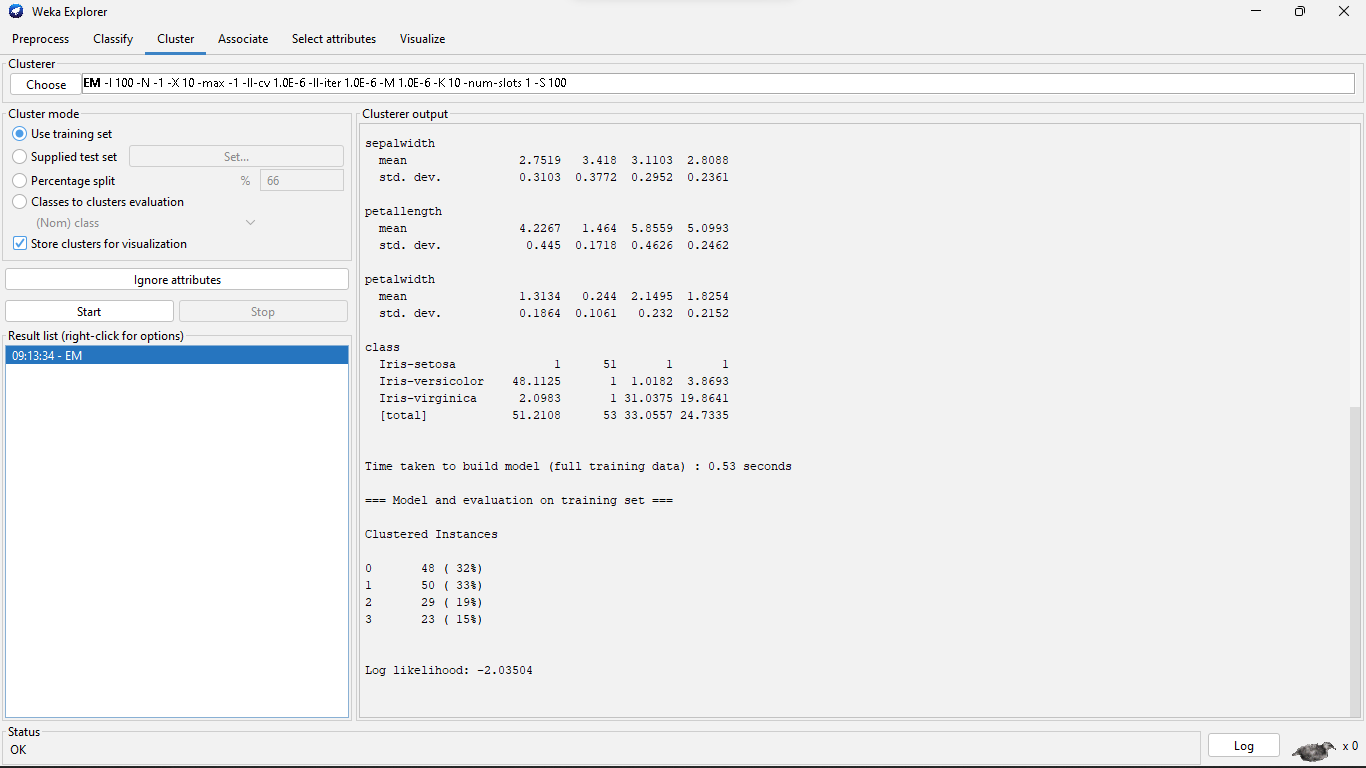 Weka Explorer
Preprocess Classify Cluster Associate Select attributes Visualize
Clusterer
Choose EM -I 100 -N -1 -X 10 -max -1 -ll-cv 1.0E-6 -ll-iter 1.0E-6 -M 1.0E-6 -K 10 -num-slots 1 -S 100
Cluster mode
Use training set
Supplied test set Set...
Percentage split % 66
Classes to clusters evaluation
(Nom) class
Store clusters for visualization
Ignore attributes
Start Stop
Result list (right-click for options)
09:13:34 - EM
Clusterer output
sepalwidth
mean 2.7519 3.418 3.1103 2.8088
std. dev. 0.3103 0.3772 0.2952 0.2361
petallength
mean 4.2267 1.464 5.8559 5.0993
std. dev. 0.445 0.1718 0.4626 0.2462
petalwidth
mean 1.3134 0.244 2.1495 1.8254
std. dev. 0.1864 0.1061 0.232 0.2152
class
Iris-setosa 1 51 1 1
Iris-versicolor 48.1125 1 1.0182 3.8693
Iris-virginica 2.0983 1 31.0375 19.8641
[total] 51.2108 53 33.0557 24.7335
Time taken to build model (full training data) : 0.53 seconds
=== Model and evaluation on training set ===
Clustered Instances
0 48 ( 32%)
1 50 ( 33%)
2 29 ( 19%)
3 23 ( 15%)
Log likelihood: -2.03504
Status
OK
Log
x 0